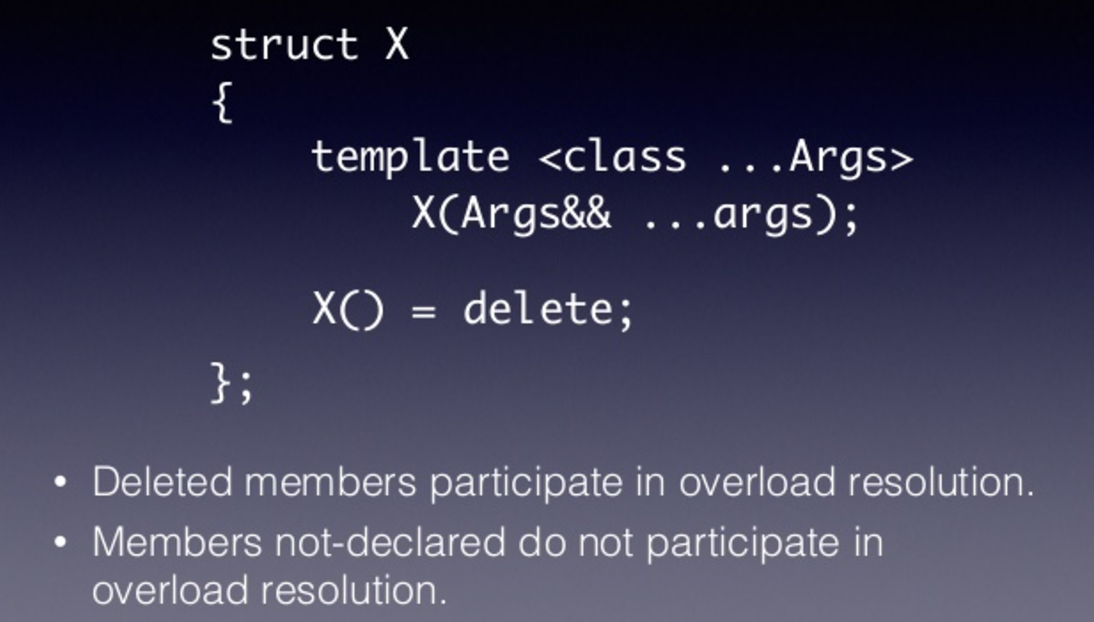 struct X
{
template <class ...Args>
X(Args&& ...args);
X() = delete;
};
• Deleted members participate in overload resolution.
• Members not-declared do not participate in
overload resolution.